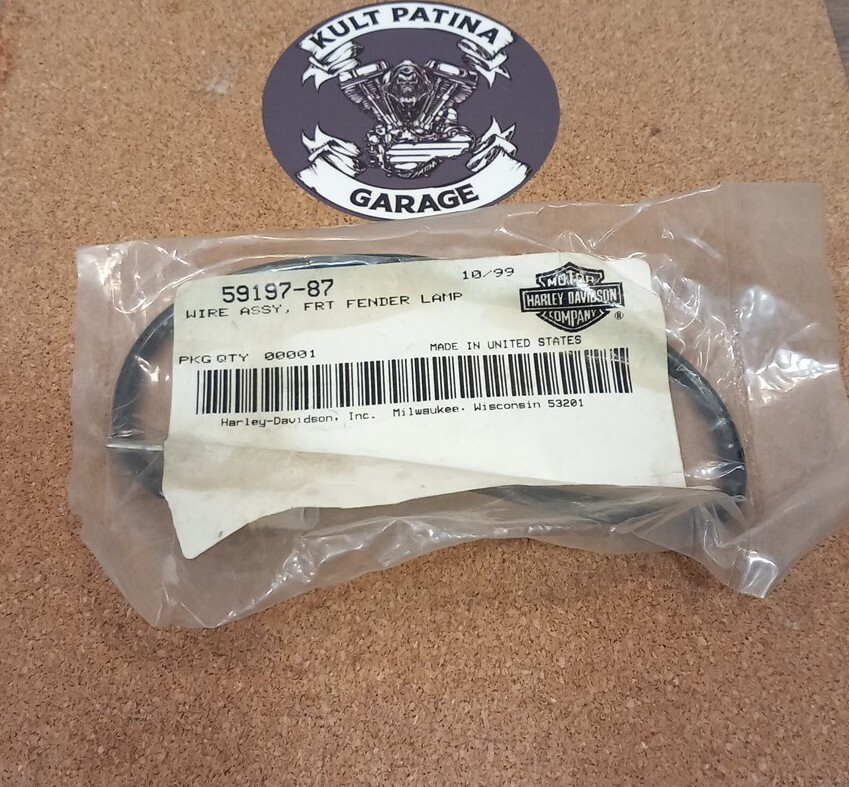 KULT PATINA
GARAGE
59197-87
10/99
WIRE ASSY, FRT FENDER LAMP
MOTOR
HARLEY-DAVIDSON
COMPANY
®
PKG QTY 00001
MADE IN UNITED STATES
Harley-Davidson, Inc. Milwaukee, Wisconsin 53201